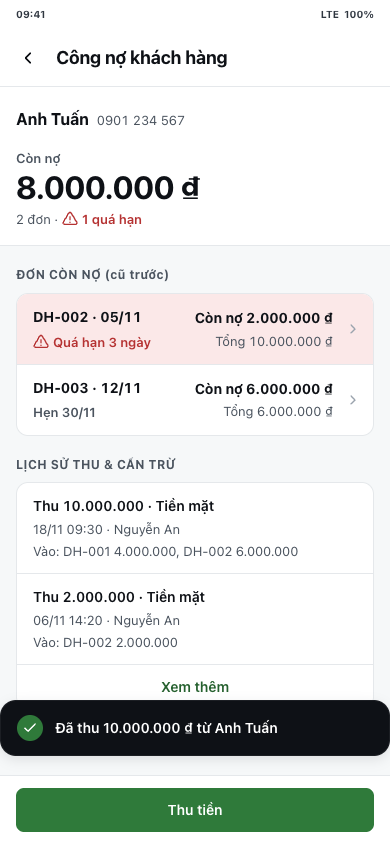 09:41
LTE 100%
Công nợ khách hàng
Anh Tuấn 0901 234 567
Còn nợ
8.000.000 ₫
2 đơn · 1 quá hạn
ĐƠN CÒN NỢ (cũ trước)
DH-002 · 05/11
Còn nợ 2.000.000 ₫
Quá hạn 3 ngày
Tổng 10.000.000 ₫
DH-003 · 12/11
Còn nợ 6.000.000 ₫
Hẹn 30/11
Tổng 6.000.000 ₫
LỊCH SỬ THU & CẤN TRỪ
Thu 10.000.000 · Tiền mặt
18/11 09:30 · Nguyễn An
Vào: DH-001 4.000.000, DH-002 6.000.000
Thu 2.000.000 · Tiền mặt
06/11 14:20 · Nguyễn An
Vào: DH-002 2.000.000
Xem thêm
Đã thu 10.000.000 ₫ từ Anh Tuấn
Thu tiền